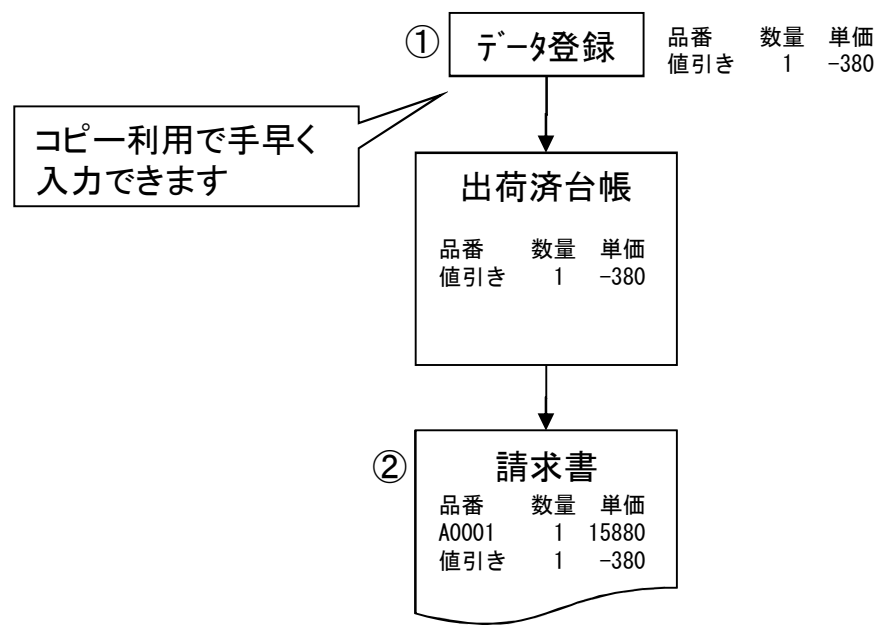 ① ﾃﾞｰﾀ登録
品番 数量 単価
値引き 1 -380
コピー利用で手早く
入力できます
出荷済台帳
品番 数量 単価
値引き 1 -380
② 請求書
品番 数量 単価
A0001 1 15880
値引き 1 -380